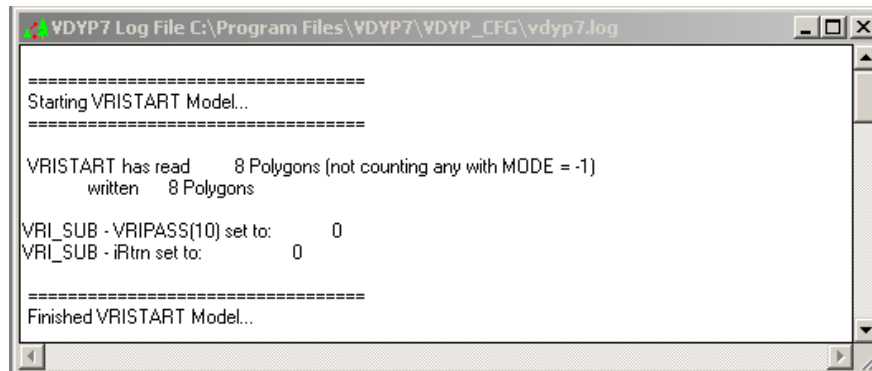 VDYP7 Log File C:\Program Files\VDYP7\VDYP_CFG\vdyp7.log
==================================
Starting VRISTART Model...
==================================
VRISTART has read 8 Polygons (not counting any with MODE = -1)
written 8 Polygons
VRI_SUB - VRIPASS(10) set to: 0
VRI_SUB - iRtrn set to: 0
==================================
Finished VRISTART Model...